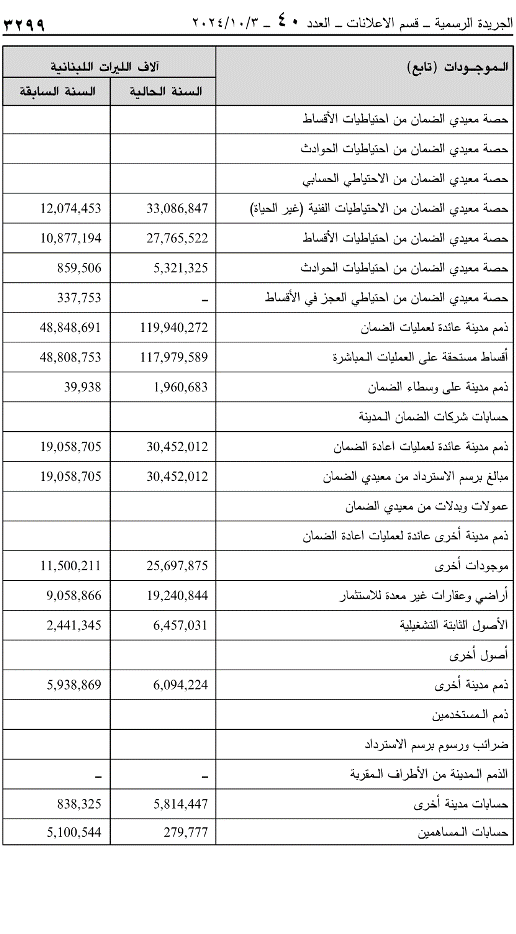 الجريدة الرسمية – قسم الاعلانات – العدد ٤٠ – ٢٠٢٤/١٠/٣ ٣٢٩٩
الـموجـودات (تابع) آلاف الليرات اللبنانية
السنة الحالية السنة السابقة
حصة معيدي الضمان من احتياطيات الأقساط
حصة معيدي الضمان من احتياطيات الحوادث
حصة معيدي الضمان من الاحتياطي الحسابي
حصة معيدي الضمان من الاحتياطيات الفنية (غير الحياة) 33,086,847 12,074,453
حصة معيدي الضمان من احتياطيات الأقساط 27,765,522 10,877,194
حصة معيدي الضمان من احتياطيات الحوادث 5,321,325 859,506
حصة معيدي الضمان من احتياطي العجز في الأقساط – 337,753
ذمم مدينة عائدة لعمليات الضمان 119,940,272 48,848,691
أقساط مستحقة على العمليات الـمباشرة 117,979,589 48,808,753
ذمم مدينة على وسطاء الضمان 1,960,683 39,938
حسابات شركات الضمان الـمدينة
ذمم مدينة عائدة لعمليات اعادة الضمان 30,452,012 19,058,705
مبالغ برسم الاسترداد من معيدي الضمان 30,452,012 19,058,705
عمولات وبدلات من معيدي الضمان
ذمم مدينة أخرى عائدة لعمليات اعادة الضمان
موجودات أخرى 25,697,875 11,500,211
أراضي وعقارات غير معدة للاستثمار 19,240,844 9,058,866
الأصول الثابتة التشغيلية 6,457,031 2,441,345
أصول أخرى
ذمم مدينة أخرى 6,094,224 5,938,869
ذمم الـمستخدمين
ضرائب ورسوم برسم الاسترداد
الذمم الـمدينة من الأطراف الـمقربة – –
حسابات مدينة أخرى 5,814,447 838,325
حسابات الـمساهمين 279,777 5,100,544